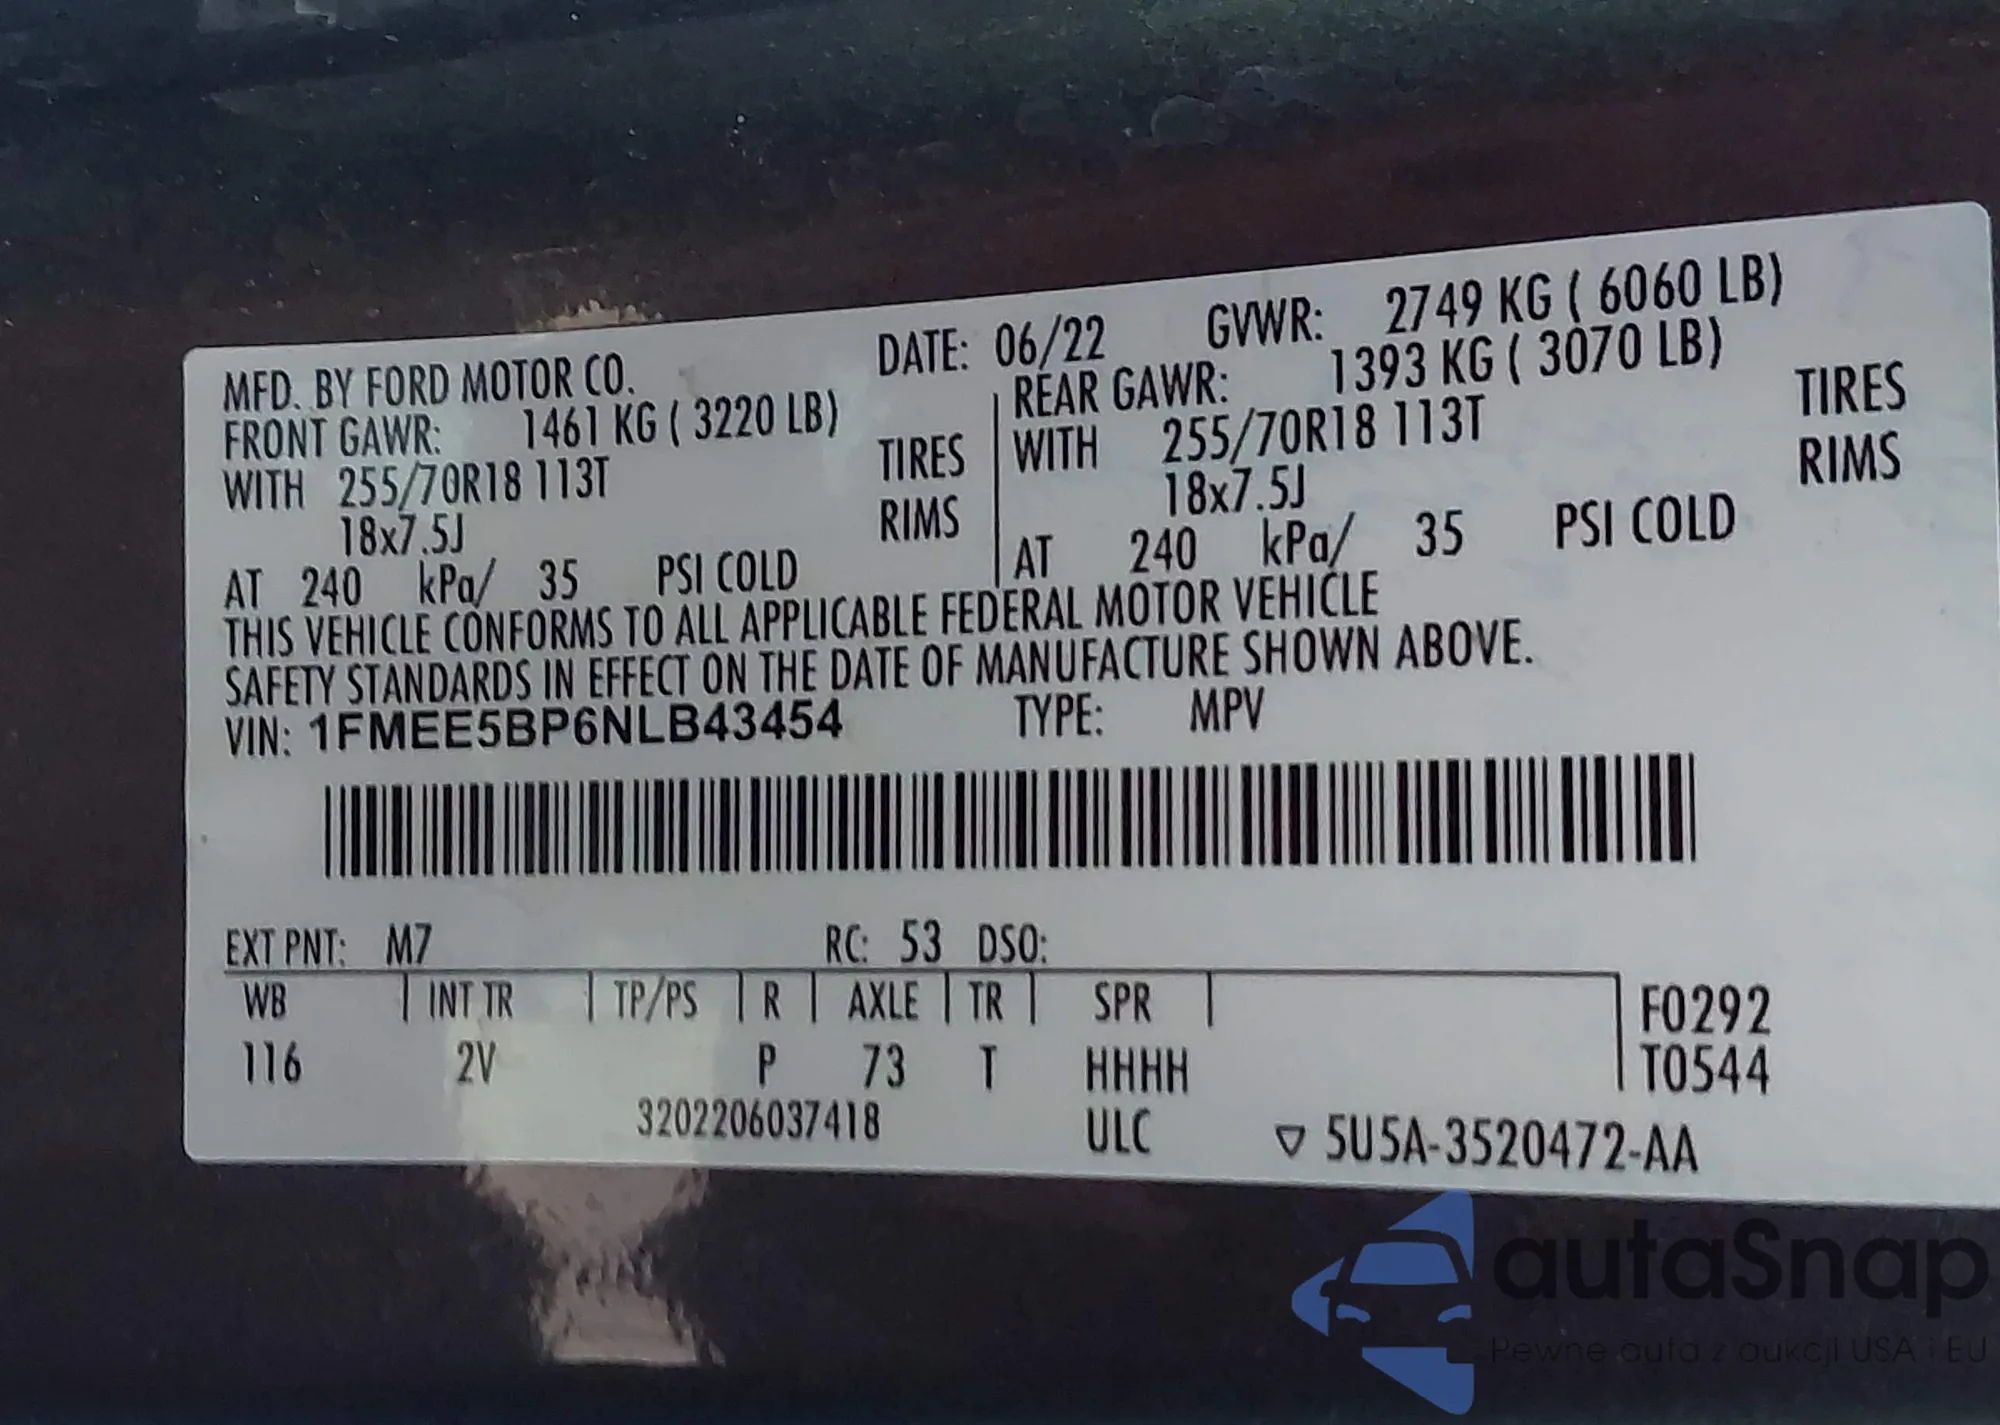 MFD. BY FORD MOTOR CO. DATE: 06/22 GVWR: 2749 KG ( 6060 LB)
FRONT GAWR: 1461 KG ( 3220 LB) REAR GAWR: 1393 KG ( 3070 LB)
WITH 255/70R18 113T TIRES WITH 255/70R18 113T TIRES
18x7.5J RIMS 18x7.5J RIMS
AT 240 kPa/ 35 PSI COLD AT 240 kPa/ 35 PSI COLD
THIS VEHICLE CONFORMS TO ALL APPLICABLE FEDERAL MOTOR VEHICLE
SAFETY STANDARDS IN EFFECT ON THE DATE OF MANUFACTURE SHOWN ABOVE.
VIN: 1FMEE5BP6NLB43454 TYPE: MPV
EXT PNT: M7 RC: 53 DSO:
WB INT TR TP/PS R AXLE TR SPR F0292
116 2V P 73 T HHHH T0544
3202206037418 ULC 5U5A-3520472-AA
autaSnap
Pewne auta z aukcji USA i EU